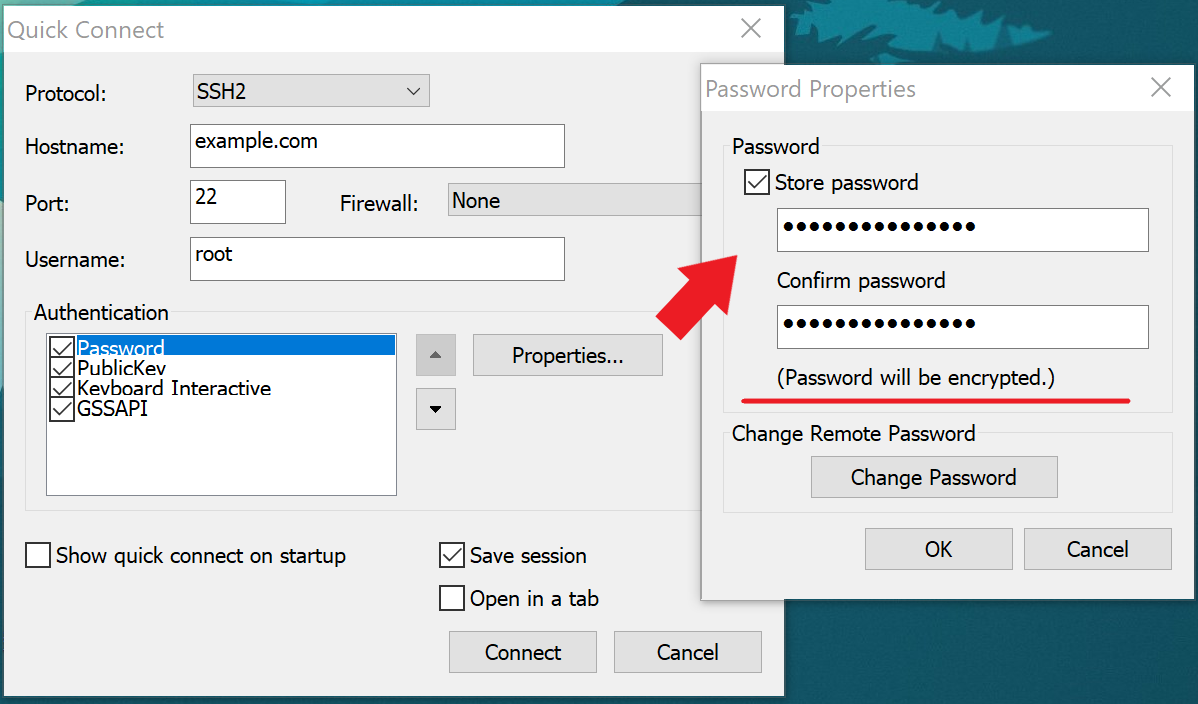 Quick Connect
Protocol:
SSH2
Hostname:
example.com
Port:
22
Firewall:
None
Username:
root
Authentication
Password
PublicKey
Keyboard Interactive
GSSAPI
Properties...
Show quick connect on startup
Save session
Open in a tab
Connect
Cancel
Password Properties
Password
Store password
●●●●●●●●●●●●●●●
Confirm password
●●●●●●●●●●●●●●●
(Password will be encrypted.)
Change Remote Password
Change Password
OK
Cancel